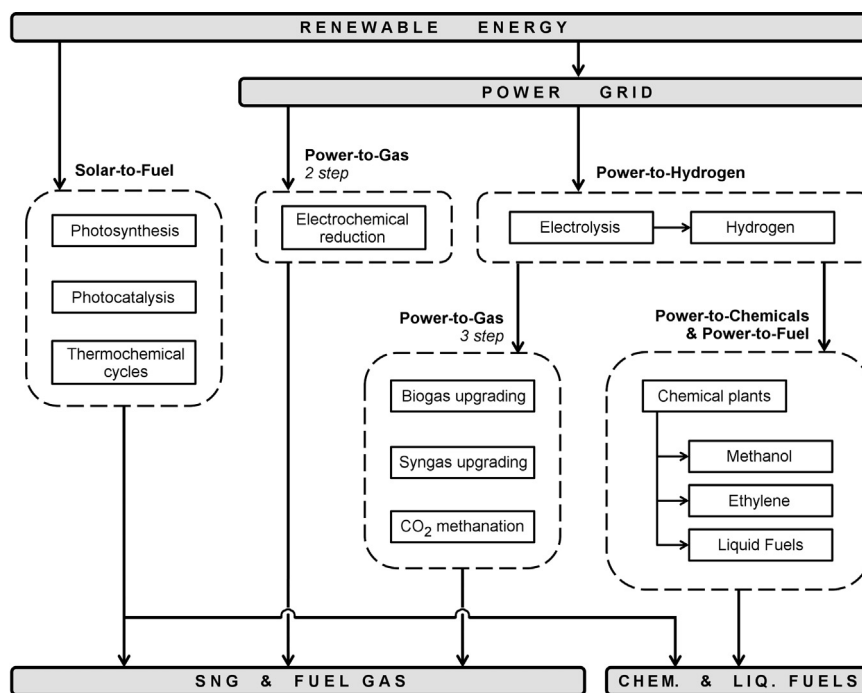 RENEWABLE ENERGY
POWER GRID
Solar-to-Fuel
Photosynthesis
Photocatalysis
Thermochemical
cycles
Power-to-Gas
2 step
Electrochemical
reduction
Power-to-Hydrogen
Electrolysis
Hydrogen
Power-to-Gas
3 step
Biogas upgrading
Syngas upgrading
CO2 methanation
Power-to-Chemicals
& Power-to-Fuel
Chemical plants
Methanol
Ethylene
Liquid Fuels
SNG & FUEL GAS
CHEM. & LIQ. FUELS